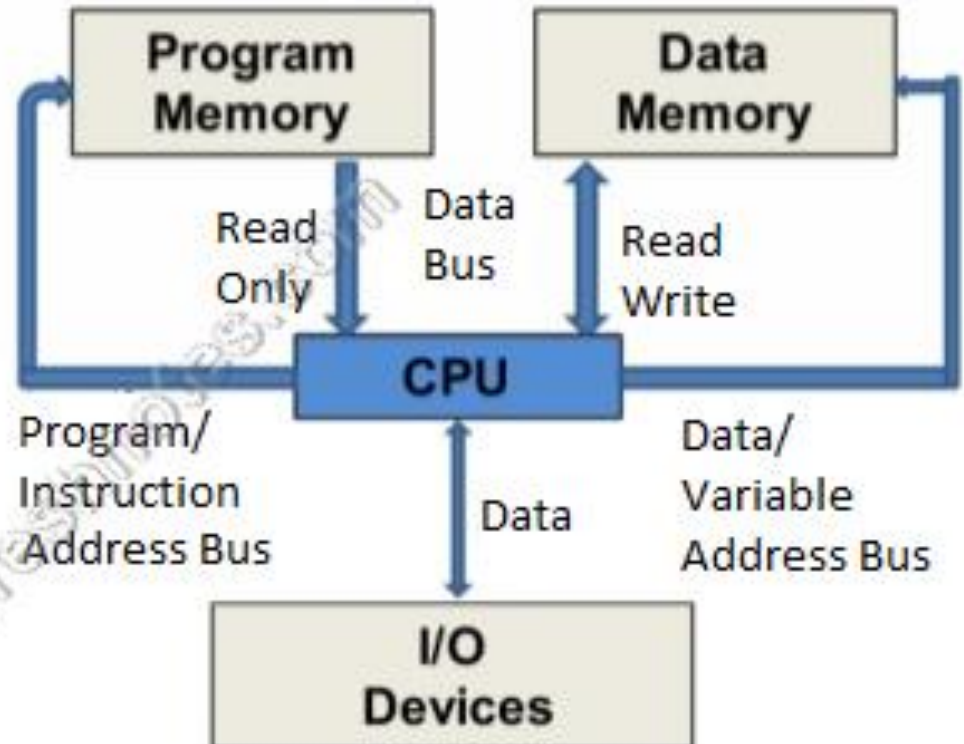 Program
Memory
Data
Memory
Read
Only
Data
Bus
Read
Write
CPU
Program/
Instruction
Address Bus
Data
Data/
Variable
Address Bus
I/O
Devices